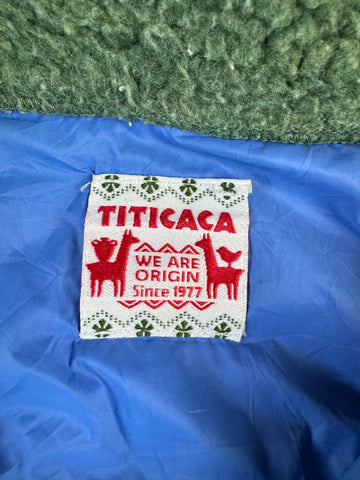 TITICACA
WE ARE
ORIGIN
Since 1977